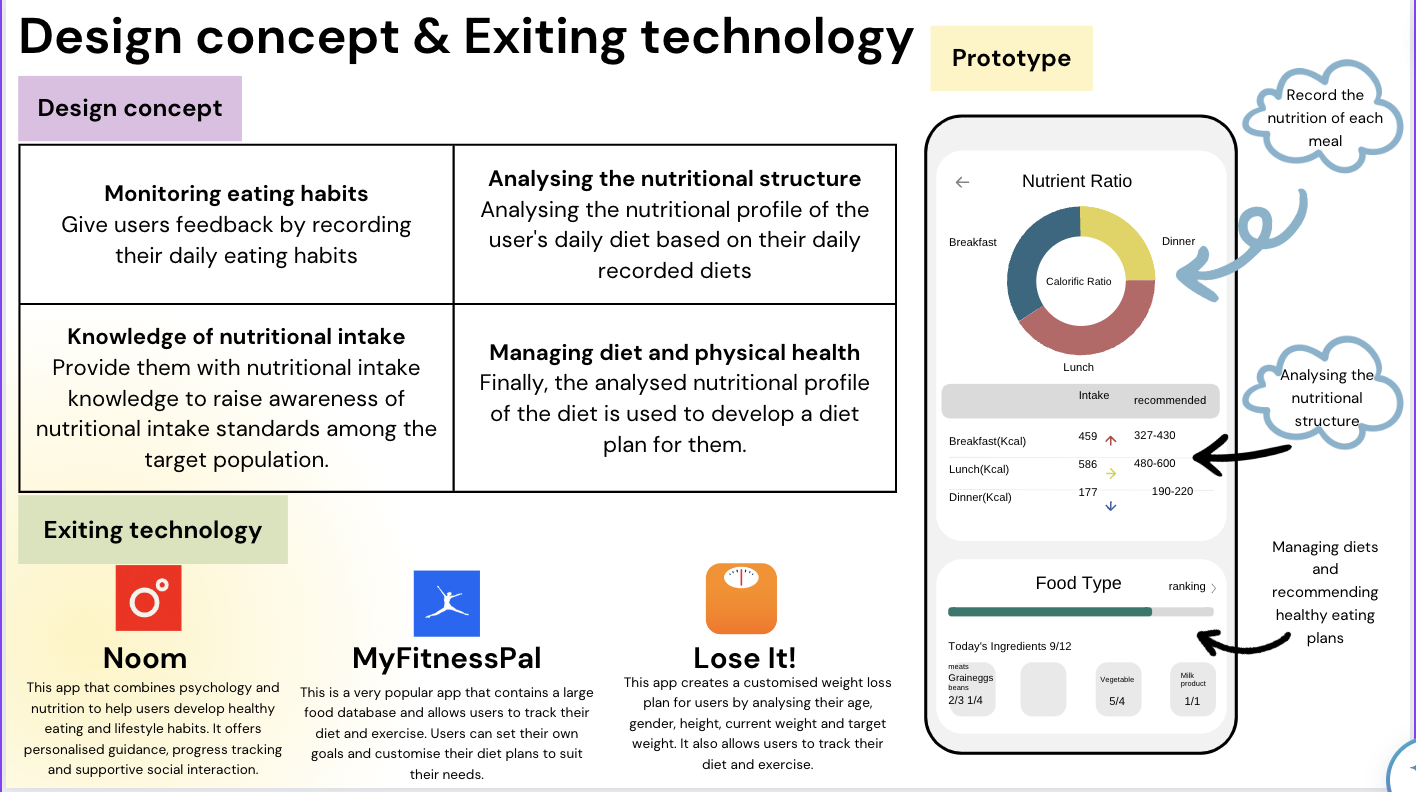 Design concept & Exiting technology
Design concept
Monitoring eating habits
Give users feedback by recording
their daily eating habits
Analysing the nutritional structure
Analysing the nutritional profile of the
user's daily diet based on their daily
recorded diets
Knowledge of nutritional intake
Provide them with nutritional intake
knowledge to raise awareness of
nutritional intake standards among the
target population.
Managing diet and physical health
Finally, the analysed nutritional profile
of the diet is used to develop a diet
plan for them.
Exiting technology
Noom
This app that combines psychology and
nutrition to help users develop healthy
eating and lifestyle habits. It offers
personalised guidance, progress tracking
and supportive social interaction.
MyFitnessPal
This is a very popular app that contains a large
food database and allows users to track their
diet and exercise. Users can set their own
goals and customise their diet plans to suit
their needs.
Lose It!
This app creates a customised weight loss
plan for users by analysing their age,
gender, height, current weight and target
weight. It also allows users to track their
diet and exercise.
Prototype
Nutrient Ratio
Breakfast
Dinner
Calorific Ratio
Lunch
Intake recommended
Breakfast(Kcal) 459 327-430
Lunch(Kcal) 586 480-600
Dinner(Kcal) 177 190-220
Food Type
ranking
Today's Ingredients 9/12
meats
Graineggs
beans
2/3 1/4
Vegetable
5/4
Milk
product
1/1
Record the
nutrition of each
meal
Analysing the
nutritional
structure
Managing diets
and
recommending
healthy eating
plans